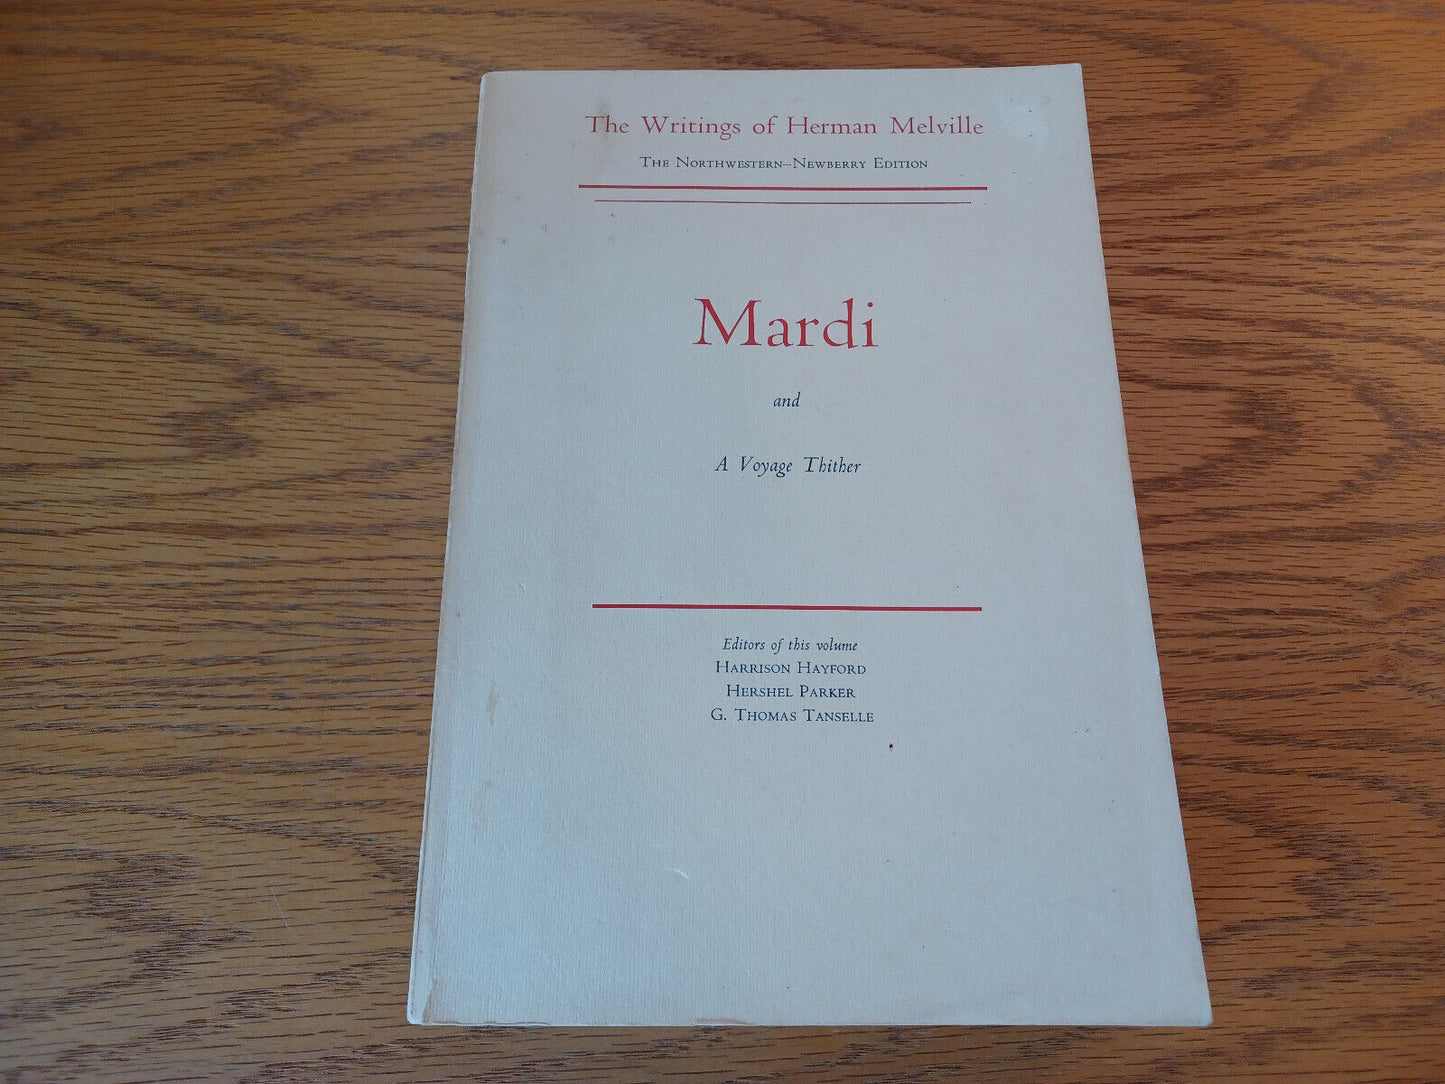 The Writings of Herman Melville
The Northwestern–Newberry Edition
Mardi
and
A Voyage Thither
Editors of this volume
Harrison Hayford
Hershel Parker
G. Thomas Tanselle